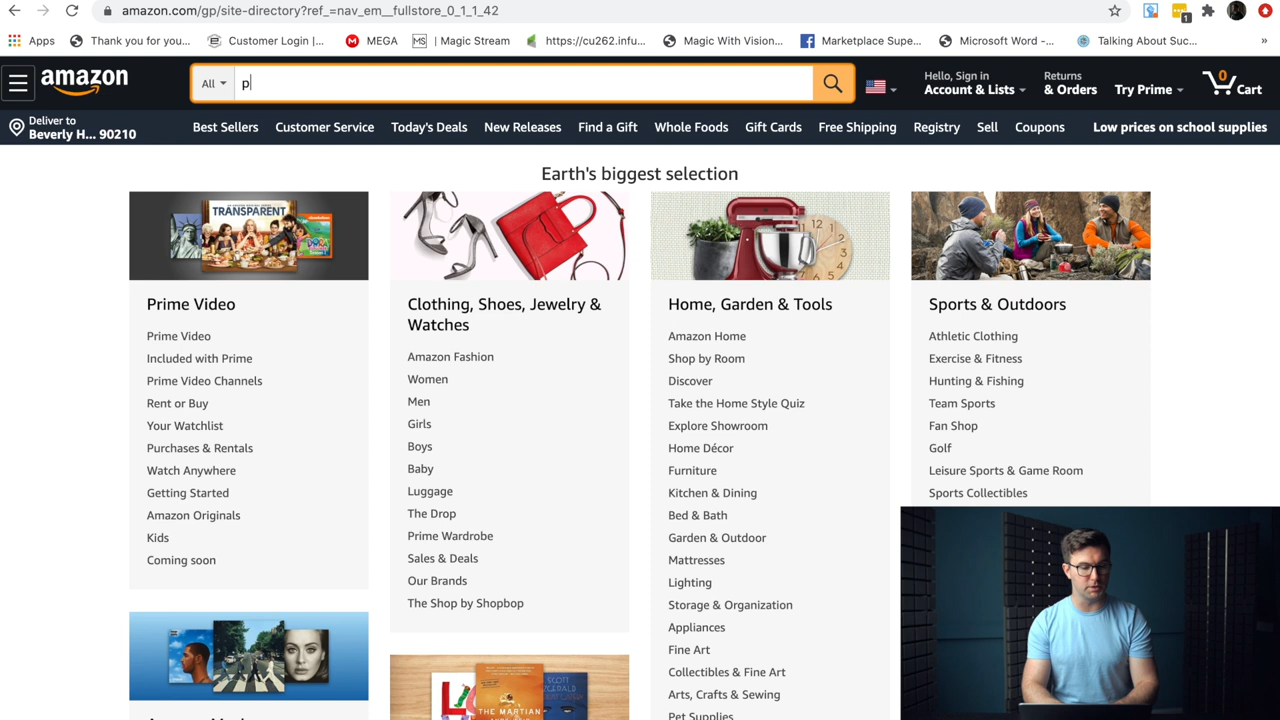 amazon.com/gp/site-directory?ref_=nav_em__fullstore_0_1_1_42
1
Apps
Thank you for you...
Customer Login |...
MEGA
MS
| Magic Stream
https://cu262.infu...
Magic With Vision...
Marketplace Supe...
Microsoft Word -...
Talking About Suc...
»
amazon
All
p
Hello, Sign in
Account & Lists
Returns
& Orders
Try Prime
0
Cart
Deliver to
Beverly H... 90210
Best Sellers
Customer Service
Today's Deals
New Releases
Find a Gift
Whole Foods
Gift Cards
Free Shipping
Registry
Sell
Coupons
Low prices on school supplies
Earth's biggest selection
TRANSPARENT
Prime Video
Prime Video
Included with Prime
Prime Video Channels
Rent or Buy
Your Watchlist
Purchases & Rentals
Watch Anywhere
Getting Started
Amazon Originals
Kids
Coming soon
Clothing, Shoes, Jewelry &
Watches
Amazon Fashion
Women
Men
Girls
Boys
Baby
Luggage
The Drop
Prime Wardrobe
Sales & Deals
Our Brands
The Shop by Shopbop
THE MARTIAN
SCOTT
FITZGERALD
12
Home, Garden & Tools
Amazon Home
Shop by Room
Discover
Take the Home Style Quiz
Explore Showroom
Home Décor
Furniture
Kitchen & Dining
Bed & Bath
Garden & Outdoor
Mattresses
Lighting
Storage & Organization
Appliances
Fine Art
Collectibles & Fine Art
Arts, Crafts & Sewing
Pet Supplies
Sports & Outdoors
Athletic Clothing
Exercise & Fitness
Hunting & Fishing
Team Sports
Fan Shop
Golf
Leisure Sports & Game Room
Sports Collectibles